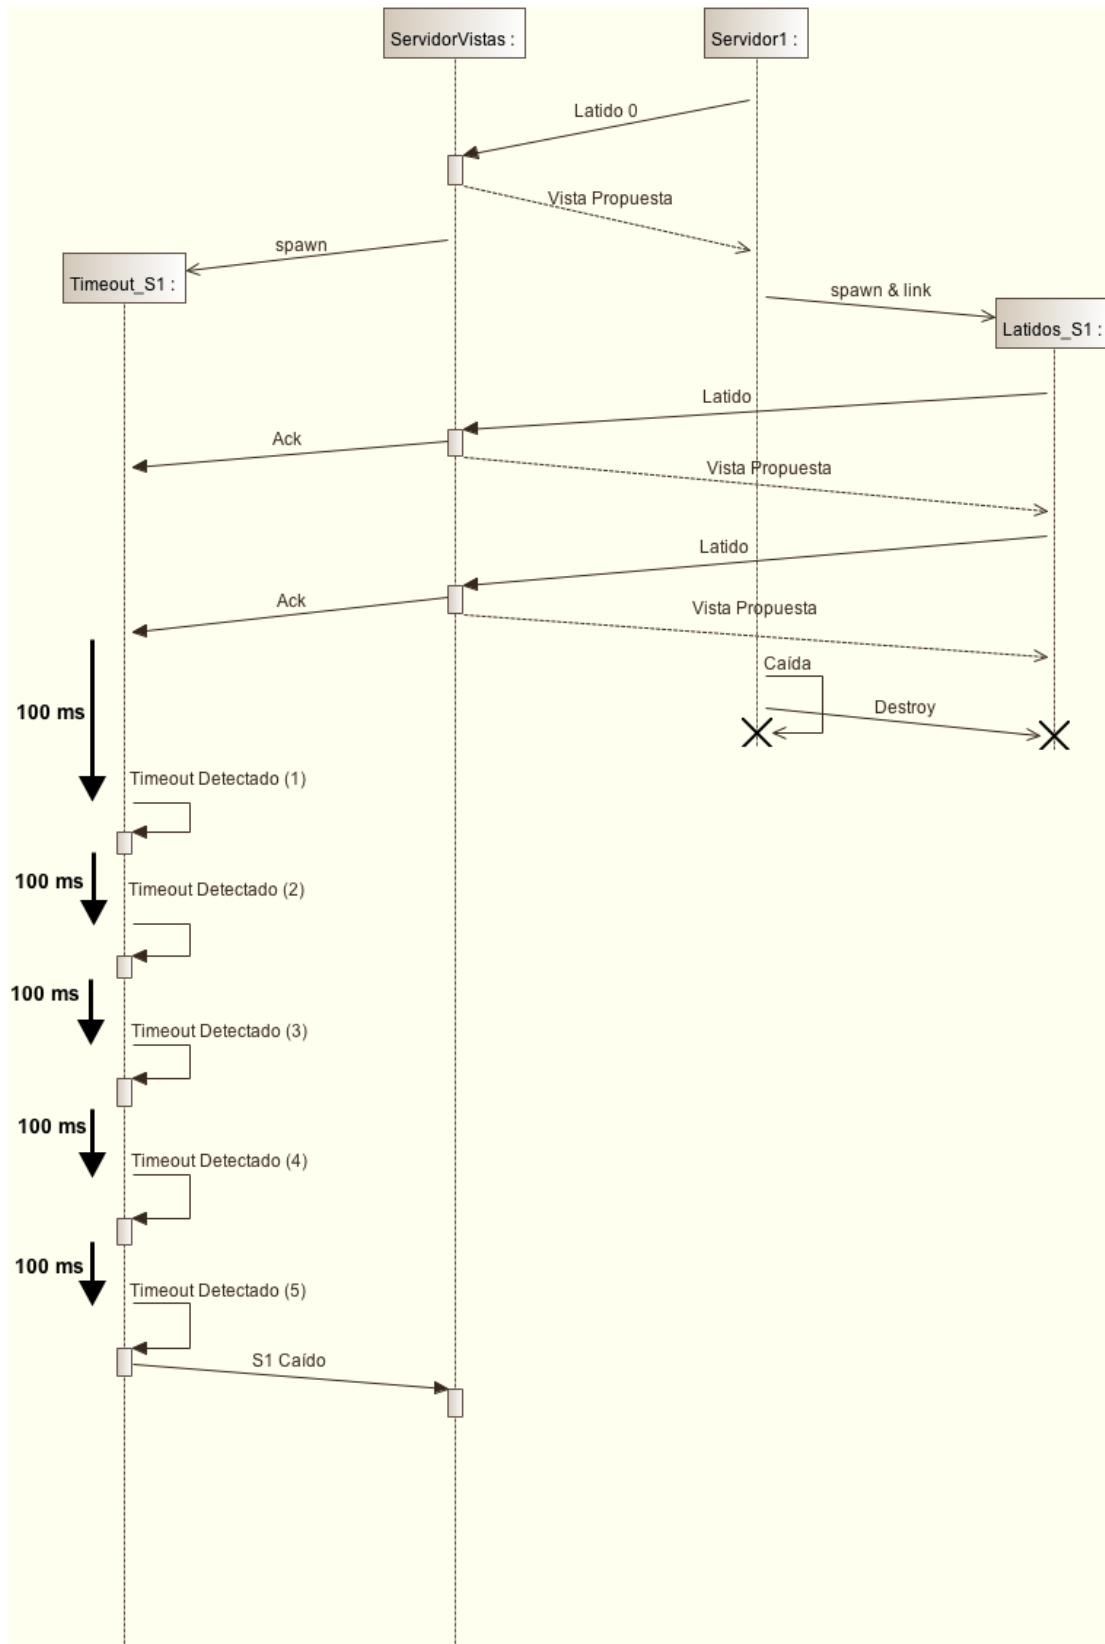 ServidorVistas :
Servidor1 :
Latido 0
Vista Propuesta
spawn
Timeout_S1 :
spawn & link
Latidos_S1 :
Latido
Ack
Vista Propuesta
Latido
Ack
Vista Propuesta
Caída
Destroy
100 ms
Timeout Detectado (1)
100 ms
Timeout Detectado (2)
100 ms
Timeout Detectado (3)
100 ms
Timeout Detectado (4)
100 ms
Timeout Detectado (5)
S1 Caído